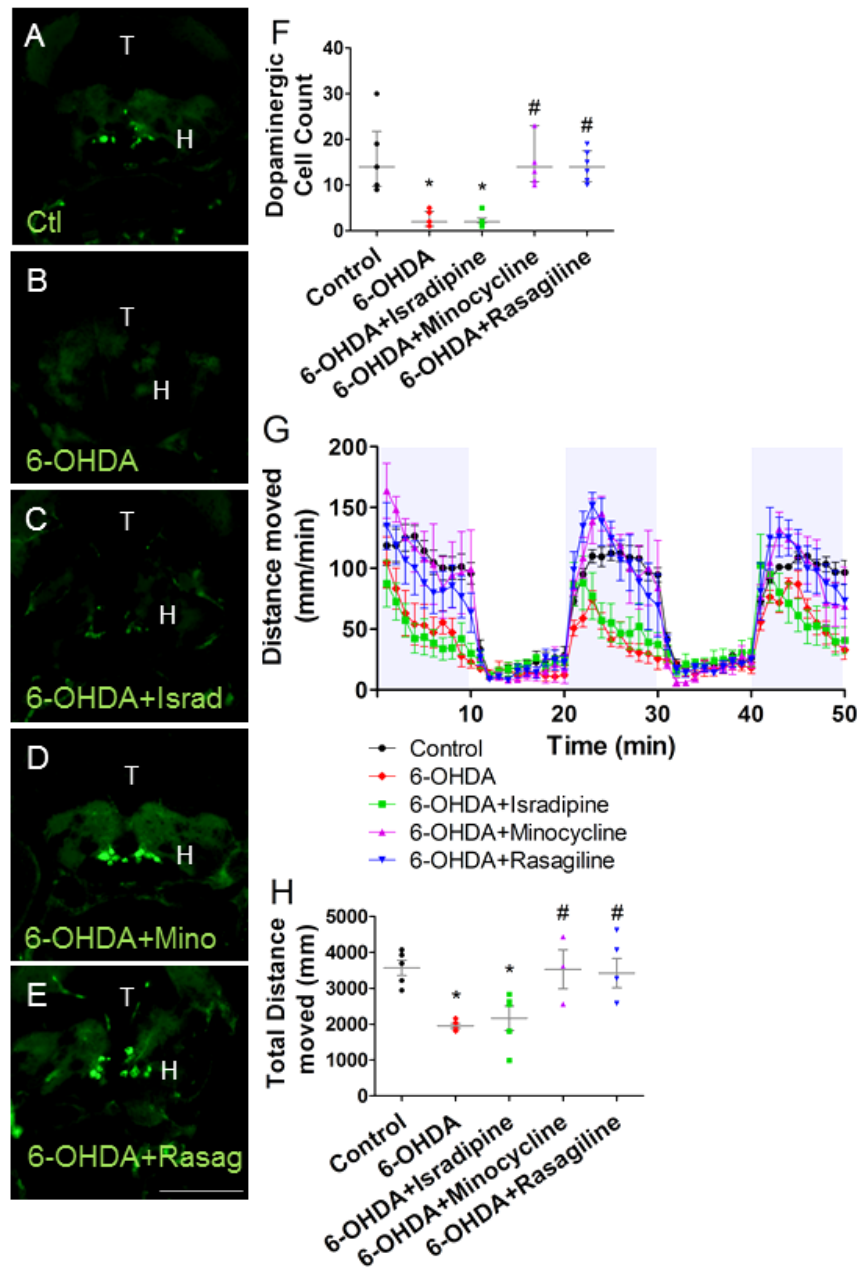 A
T
H
Ctl
B
T
H
6-OHDA
C
T
H
6-OHDA+Israd
D
T
H
6-OHDA+Mino
E
T
H
6-OHDA+Rasag
F
Dopaminergic
Cell Count
40
30
20
10
0
*
*
#
#
Control
6-OHDA
6-OHDA+Isradipine
6-OHDA+Minocycline
6-OHDA+Rasagiline
G
Distance moved
(mm/min)
200
150
100
50
0
10
20
30
40
50
Time (min)
Control
6-OHDA
6-OHDA+Isradipine
6-OHDA+Minocycline
6-OHDA+Rasagiline
H
Total Distance
moved (mm)
5000
4000
3000
2000
1000
0
*
*
#
#
Control
6-OHDA
6-OHDA+Isradipine
6-OHDA+Minocycline
6-OHDA+Rasagiline